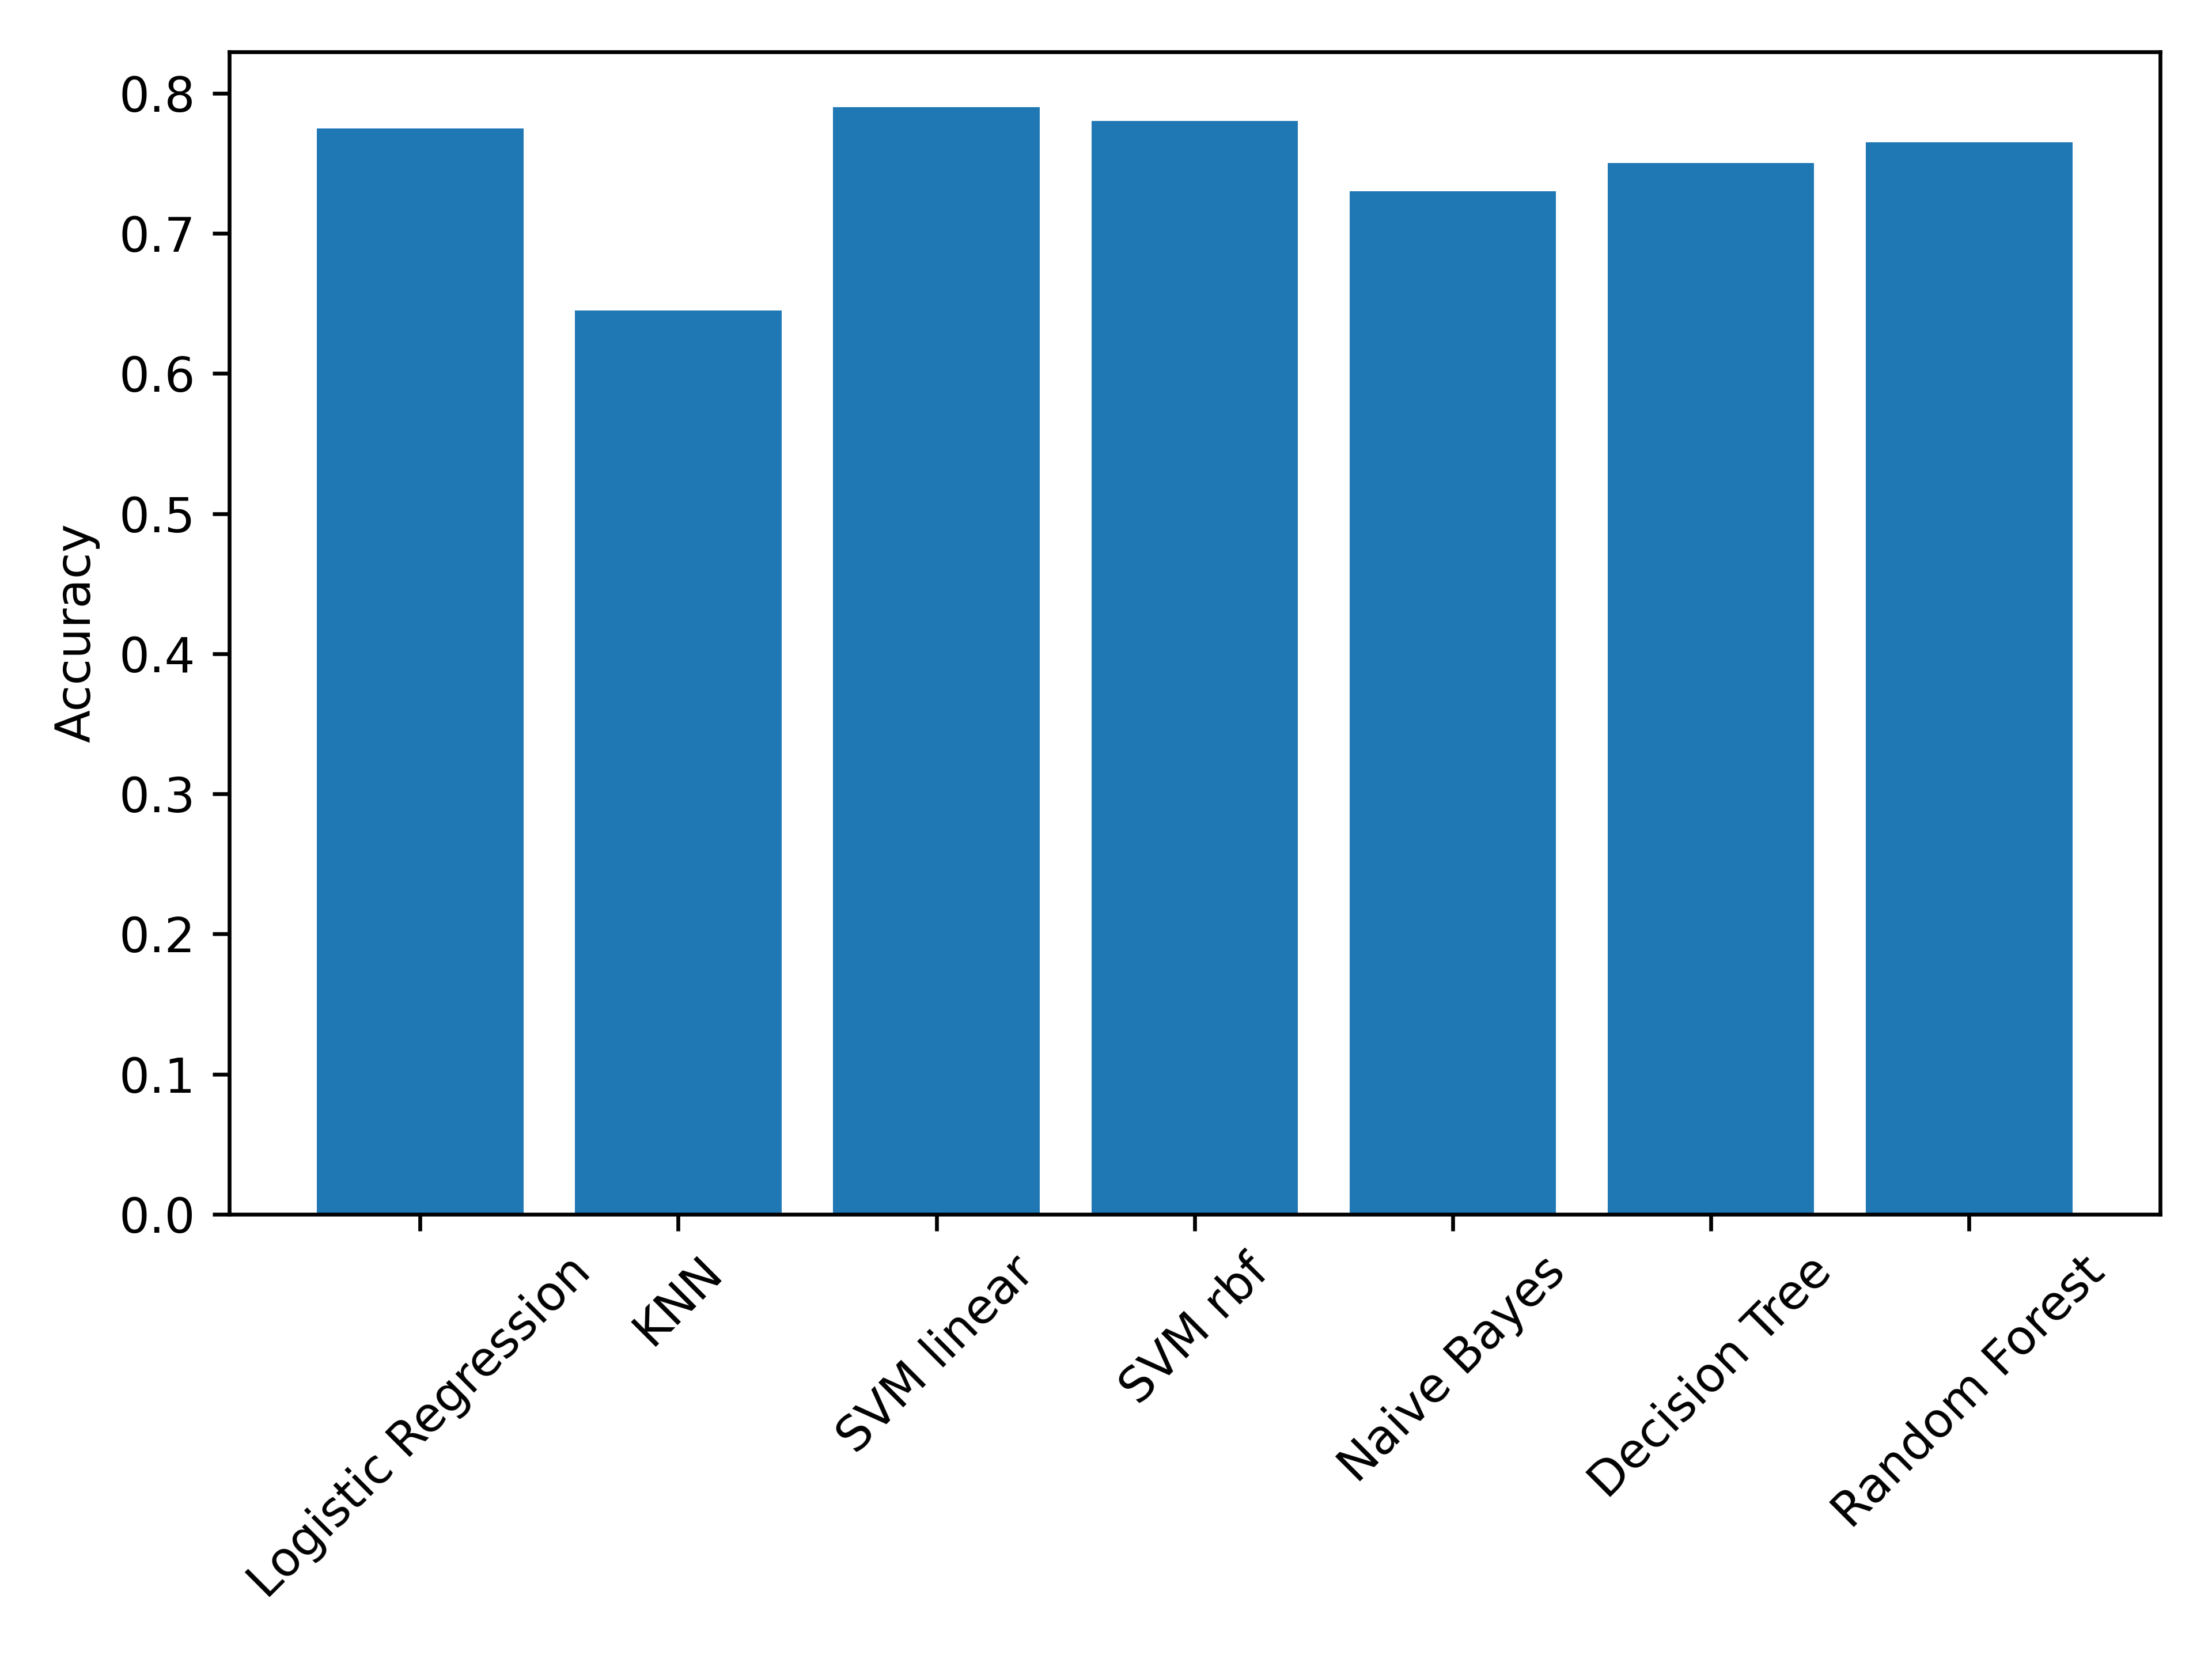 Accuracy
0.8
0.7
0.6
0.5
0.4
0.3
0.2
0.1
0.0
Logistic Regression
KNN
SVM linear
SVM rbf
Naive Bayes
Decision Tree
Random Forest